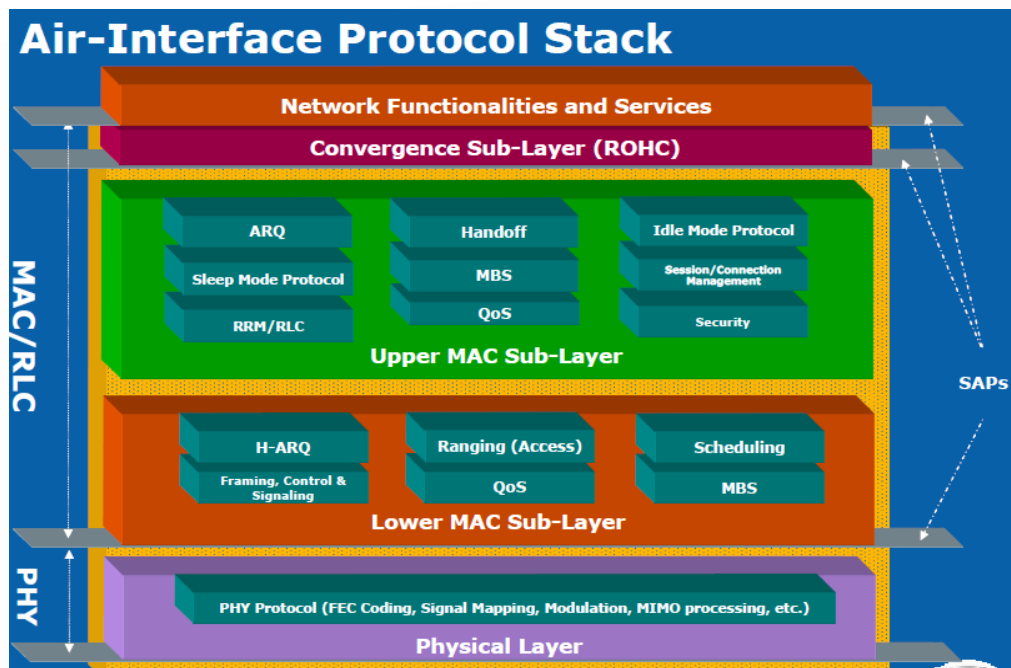 Air-Interface Protocol Stack
Network Functionalities and Services
Convergence Sub-Layer (ROHC)
MAC/RLC
ARQ
Handoff
Idle Mode Protocol
Sleep Mode Protocol
MBS
Session/Connection
Management
RRM/RLC
QoS
Security
Upper MAC Sub-Layer
SAPs
H-ARQ
Ranging (Access)
Scheduling
Framing, Control &
Signaling
QoS
MBS
Lower MAC Sub-Layer
PHY
PHY Protocol (FEC Coding, Signal Mapping, Modulation, MIMO processing, etc.)
Physical Layer